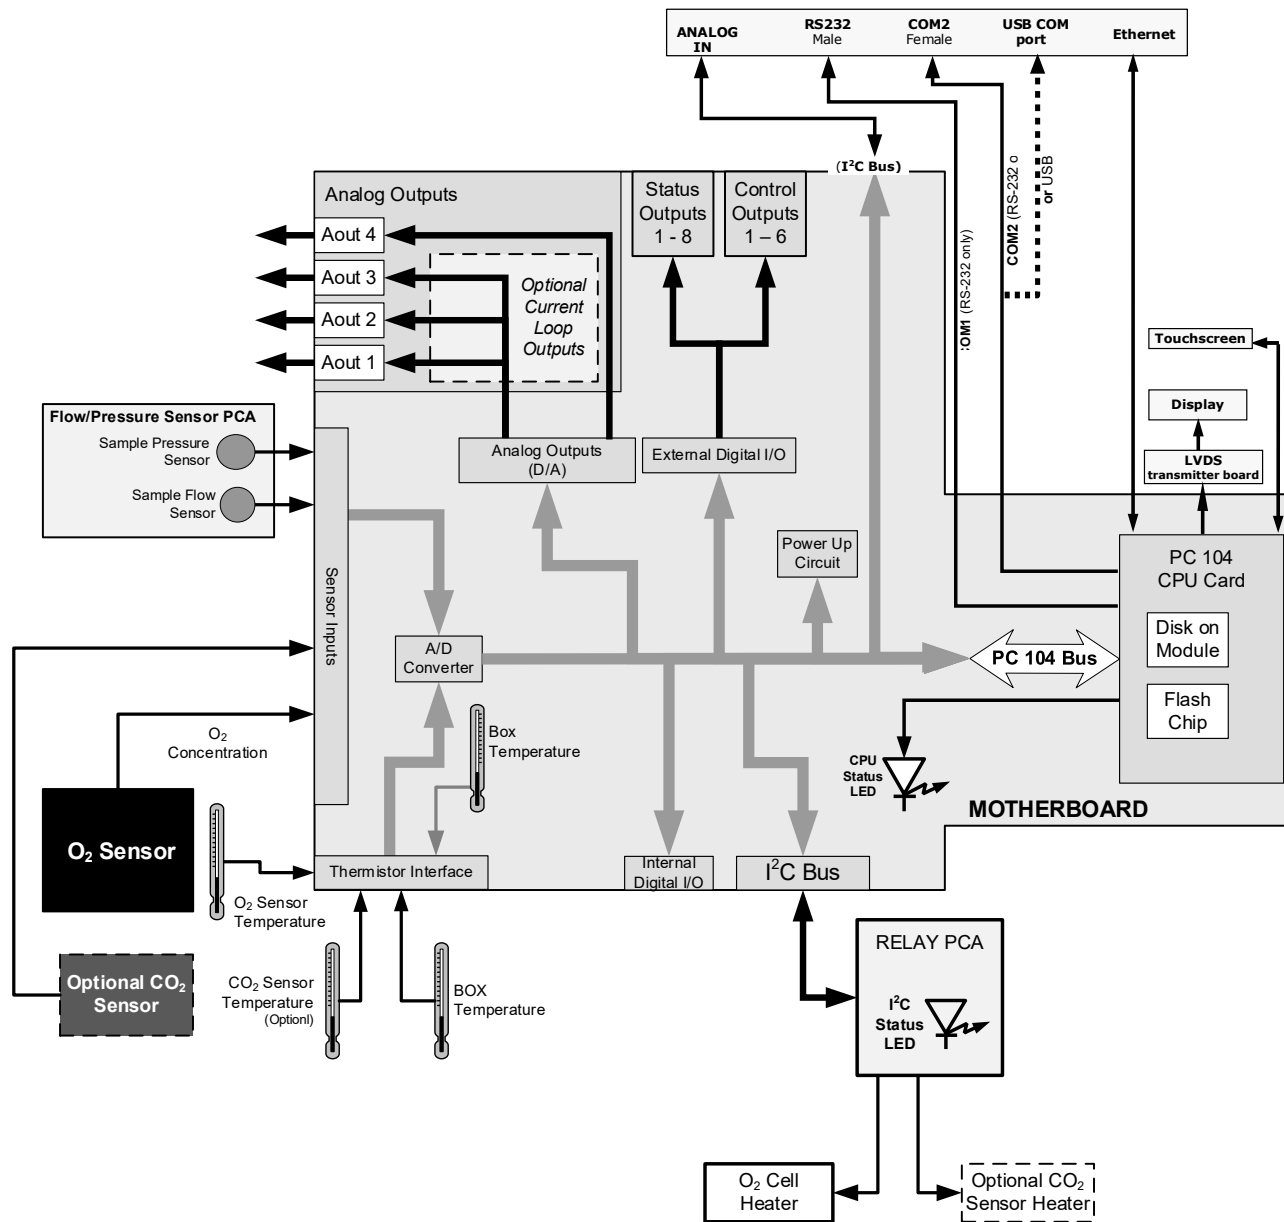 ANALOG
IN
RS232
Male
COM2
Female
USB COM
port
Ethernet
(I²C Bus)
Analog Outputs
Aout 4
Aout 3
Aout 2
Aout 1
Optional
Current
Loop
Outputs
Status
Outputs
1 - 8
Control
Outputs
1 – 6
:OM1 (RS-232 only)
COM2 (RS-232 o
or USB
Touchscreen
Display
LVDS
transmitter board
Flow/Pressure Sensor PCA
Sample Pressure
Sensor
Sample Flow
Sensor
Analog Outputs
(D/A)
External Digital I/O
Power Up
Circuit
PC 104
CPU Card
Disk on
Module
Flash
Chip
Sensor Inputs
A/D
Converter
PC 104 Bus
O₂
Concentration
Box
Temperature
CPU
Status
LED
MOTHERBOARD
O₂ Sensor
Thermistor Interface
Internal
Digital I/O
I²C Bus
O₂ Sensor
Temperature
Optional CO₂
Sensor
CO₂ Sensor
Temperature
(Optionl)
BOX
Temperature
RELAY PCA
I²C
Status
LED
O₂ Cell
Heater
Optional CO₂
Sensor Heater